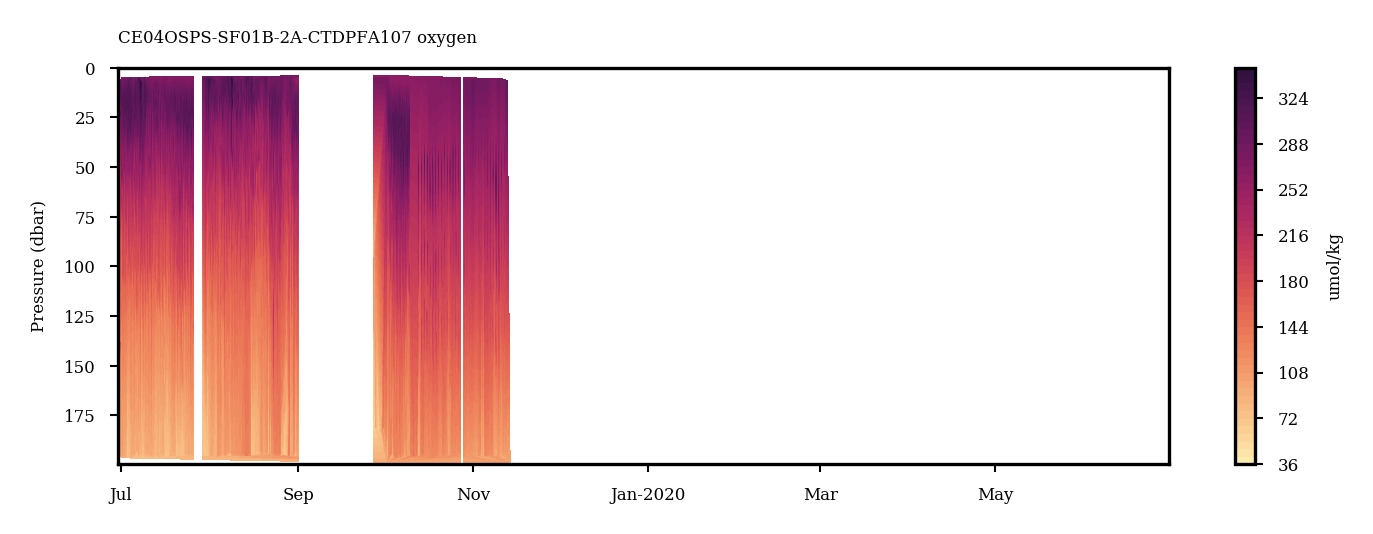 CE04OSPS-SF01B-2A-CTDPFA107 oxygen
0
25
50
75
100
125
150
175
Pressure (dbar)
Jul
Sep
Nov
Jan-2020
Mar
May
324
288
252
216
180
144
108
72
36
umol/kg